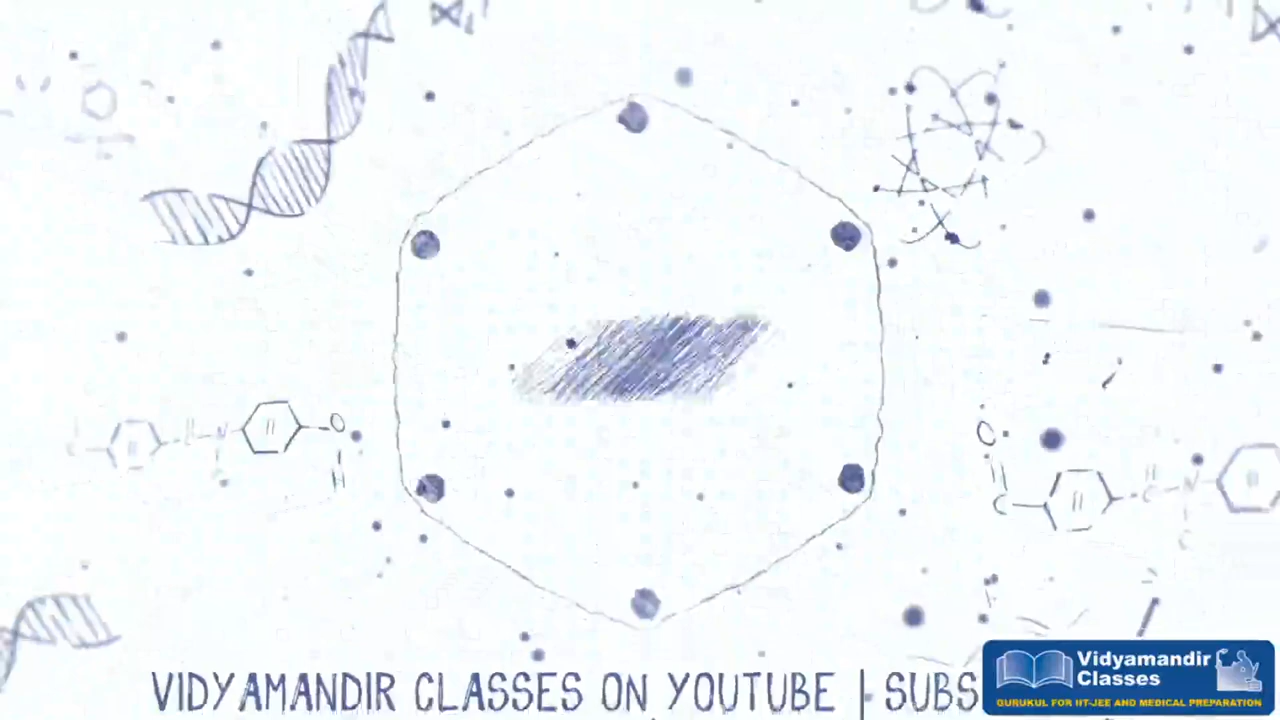 VIDYAMANDIR CLASSES ON YOUTUBE | SUBS
Vidyamandir
Classes
GURUKUL FOR IIT-JEE AND MEDICAL PREPARATION
O
C
N
O